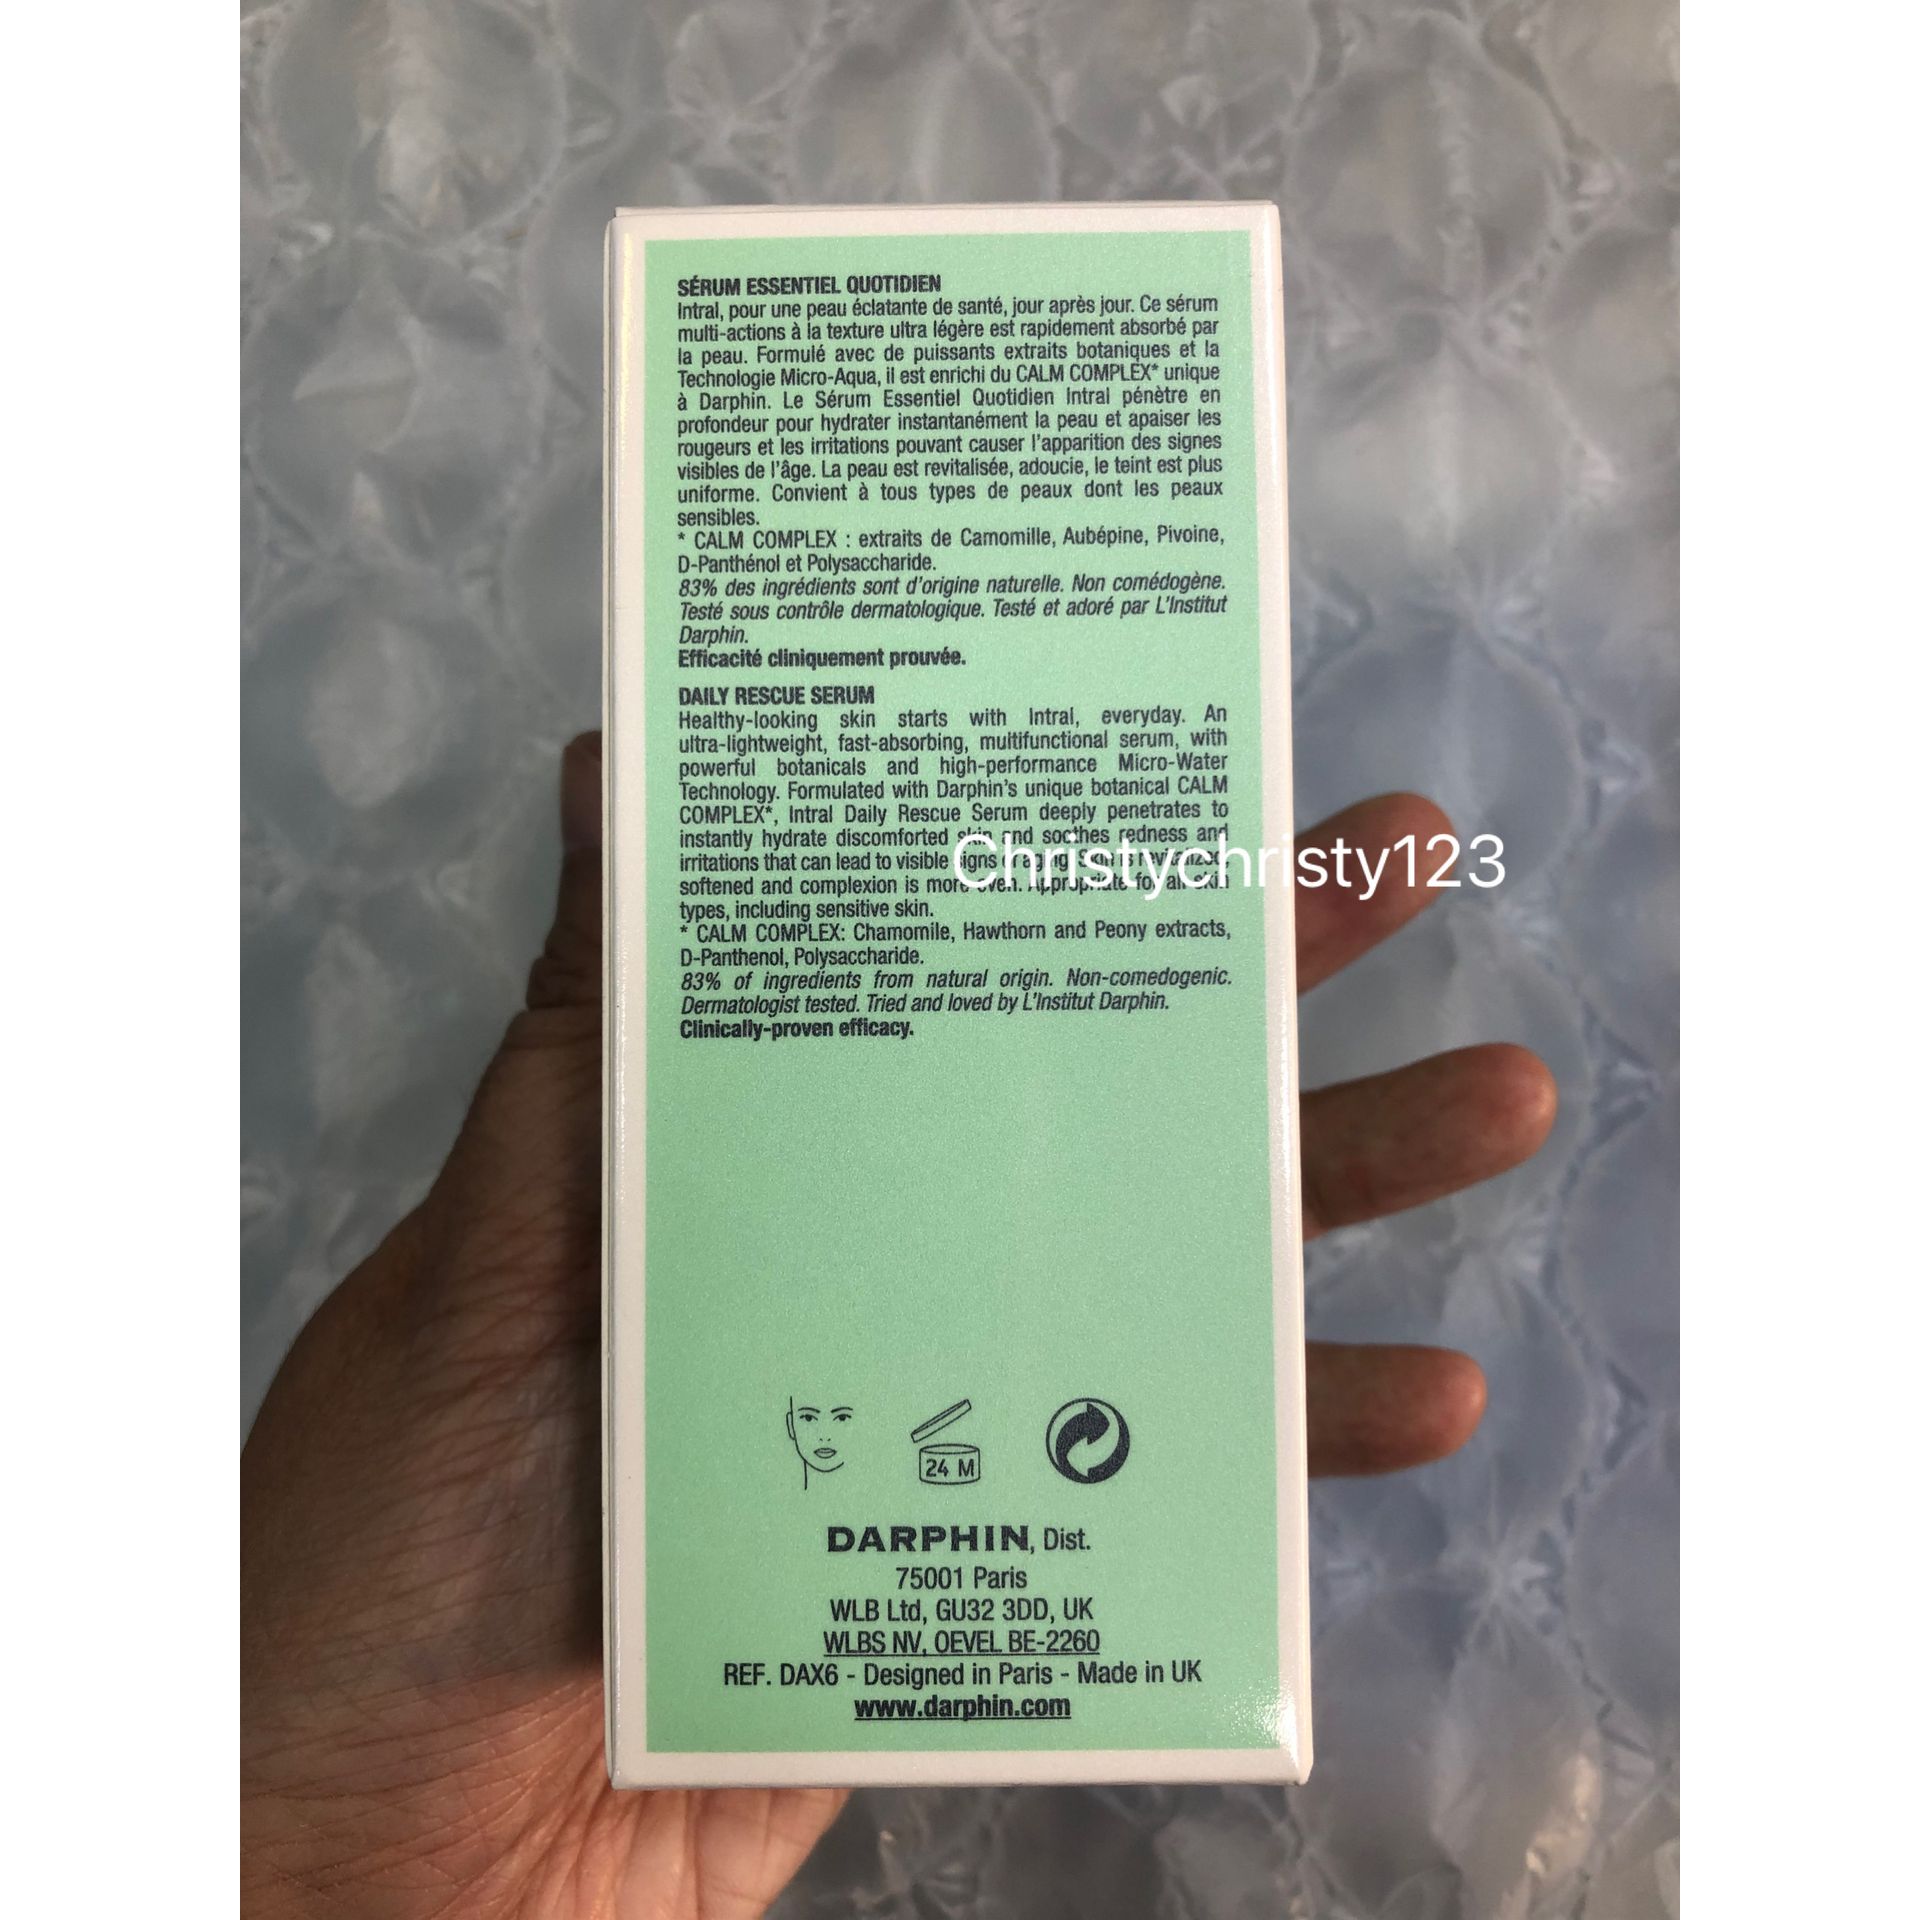 SÉRUM ESSENTIEL QUOTIDIEN
Intral, pour une peau éclatante de santé, jour après jour. Ce sérum
multi-actions à la texture ultra légère est rapidement absorbé par
la peau. Formulé avec de puissants extraits botaniques et la
Technologie Micro-Aqua, il est enrichi du CALM COMPLEX* unique
à Darphin. Le Sérum Essentiel Quotidien Intral pénètre en
profondeur pour hydrater instantanément la peau et apaiser les
rougeurs et les irritations pouvant causer l'apparition des signes
visibles de l'âge. La peau est revitalisée, adoucie, le teint est plus
uniforme. Convient à tous types de peaux dont les peaux
sensibles.
* CALM COMPLEX : extraits de Camomille, Aubépine, Pivoine,
D-Panthénol et Polysaccharide.
83% des ingrédients sont d'origine naturelle. Non comédogène.
Testé sous contrôle dermatologique. Testé et adoré par L'Institut
Darphin.
Efficacité cliniquement prouvée.
DAILY RESCUE SERUM
Healthy-looking skin starts with Intral, everyday. An
ultra-lightweight, fast-absorbing, multifunctional serum, with
powerful botanicals and high-performance Micro-Water
Technology. Formulated with Darphin's unique botanical CALM
COMPLEX*, Intral Daily Rescue Serum deeply penetrates to
instantly hydrate discomforted skin and soothes redness and
irritations that can lead to visible signs of aging. Skin is revitalized,
softened and complexion is more even. Appropriate for all skin
types, including sensitive skin.
* CALM COMPLEX: Chamomile, Hawthorn and Peony extracts,
D-Panthenol, Polysaccharide.
83% of ingredients from natural origin. Non-comedogenic.
Dermatologist tested. Tried and loved by L'Institut Darphin.
Clinically-proven efficacy.
Christychristy123
24 M
DARPHIN, Dist.
75001 Paris
WLB Ltd, GU32 3DD, UK
WLBS NV, OEVEL BE-2260
REF. DAX6 - Designed in Paris - Made in UK
www.darphin.com